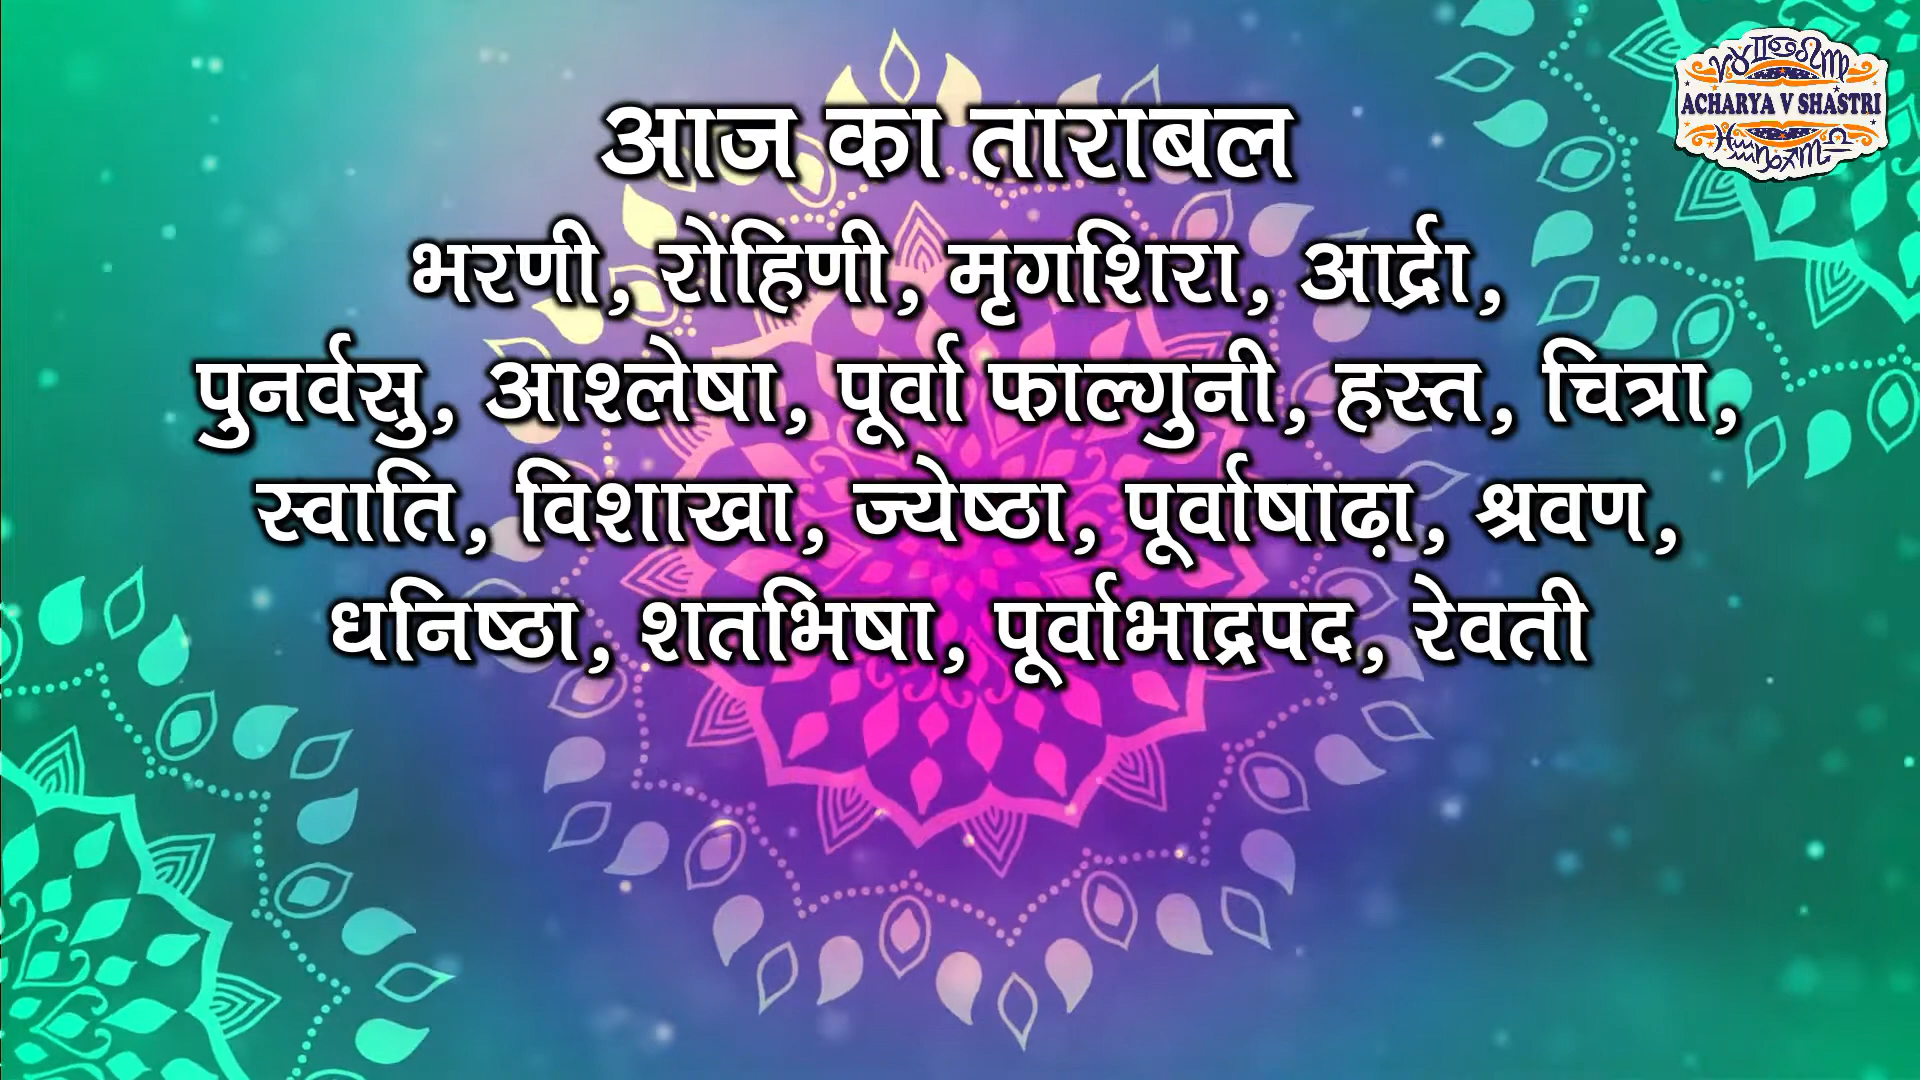 ACHARYA V SHASTRI
आज का ताराबल
भरणी, रोहिणी, मृगशिरा, आर्द्रा,
पुनर्वसु, आश्लेषा, पूर्वा फाल्गुनी, हस्त, चित्रा,
स्वाति, विशाखा, ज्येष्ठा, पूर्वाषाढ़ा, श्रवण,
धनिष्ठा, शतभिषा, पूर्वाभाद्रपद, रेवती